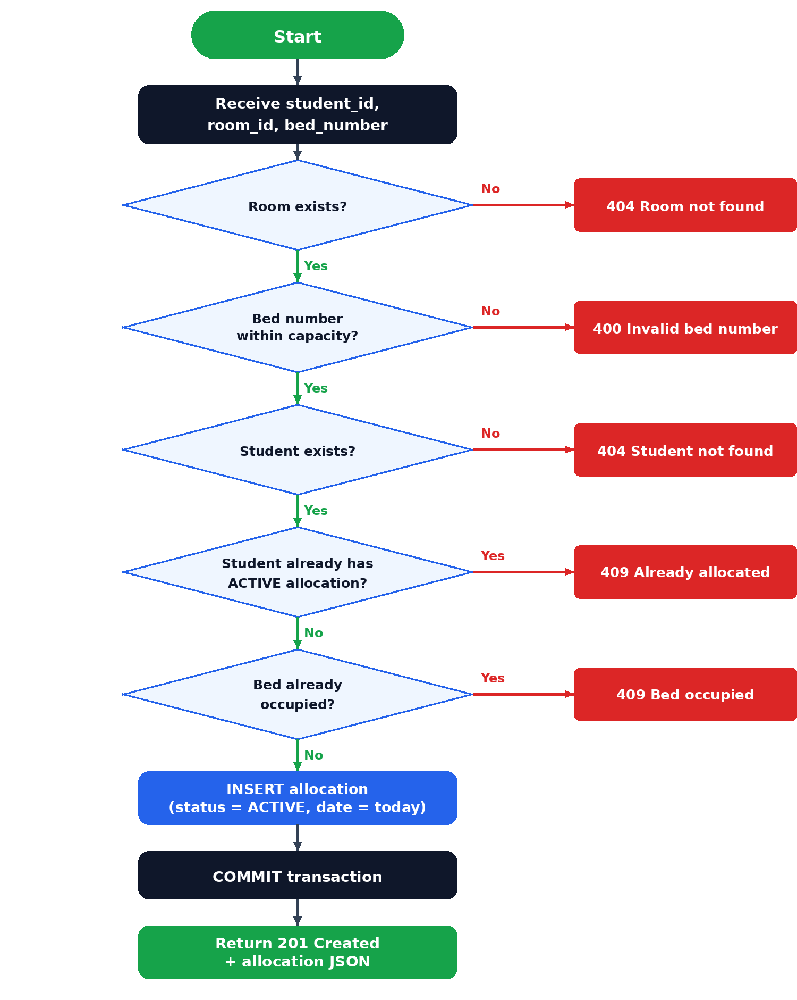 Start
Receive student_id,
room_id, bed_number
Room exists?
No
404 Room not found
Yes
Bed number
within capacity?
No
400 Invalid bed number
Yes
Student exists?
No
404 Student not found
Yes
Student already has
ACTIVE allocation?
Yes
409 Already allocated
No
Bed already
occupied?
Yes
409 Bed occupied
No
INSERT allocation
(status = ACTIVE, date = today)
COMMIT transaction
Return 201 Created
+ allocation JSON